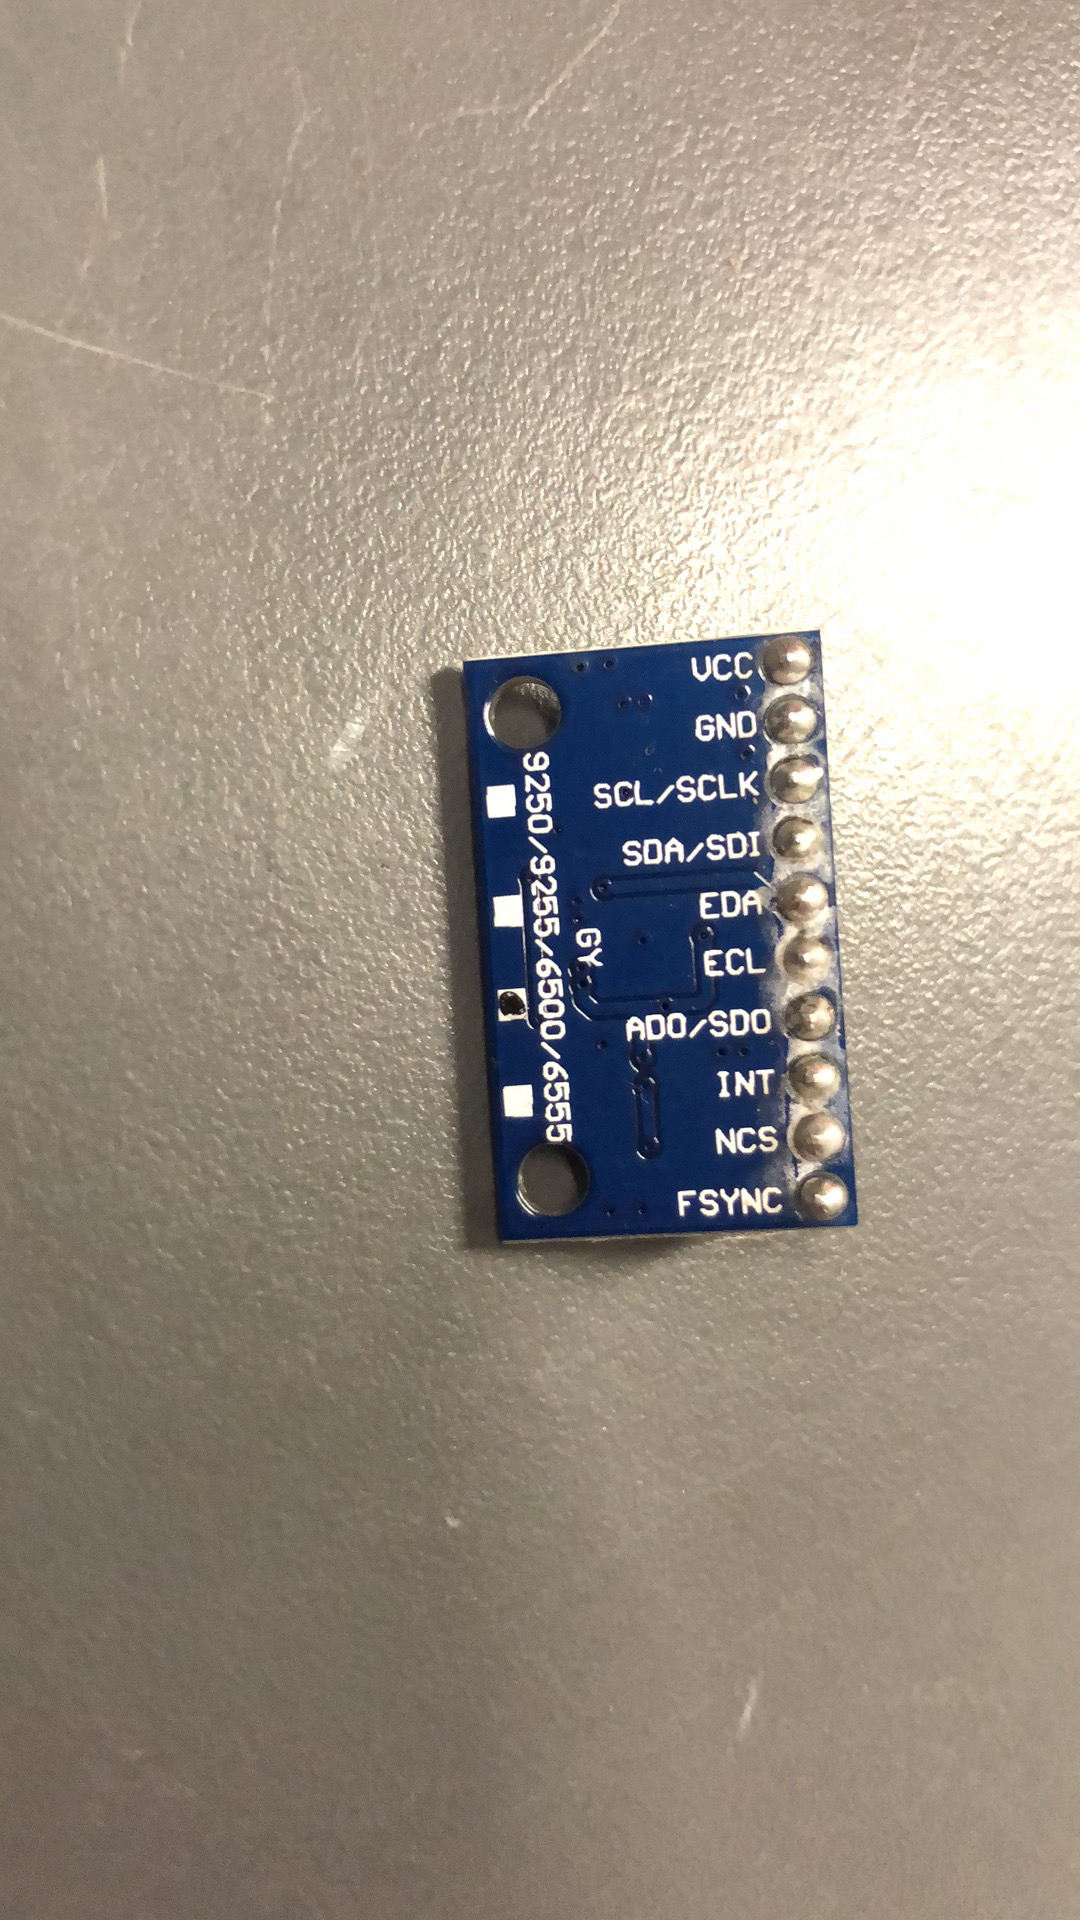 VCC
GND
SCL/SCLK
SDA/SDI
EDA
ECL
ADO/SDO
INT
NCS
FSYNC
9250/9255/6500/6555
GY